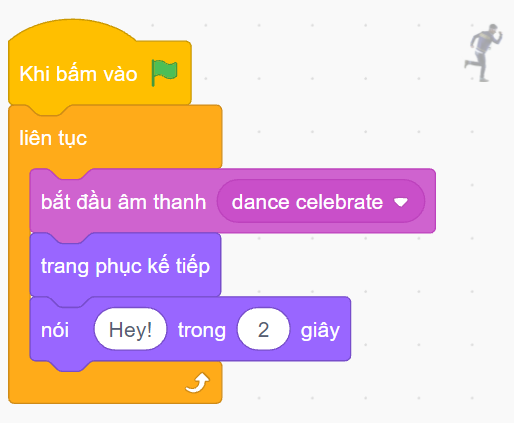 Khi bấm vào
liên tục
bắt đầu âm thanh dance celebrate
trang phục kế tiếp
nói Hey! trong 2 giây